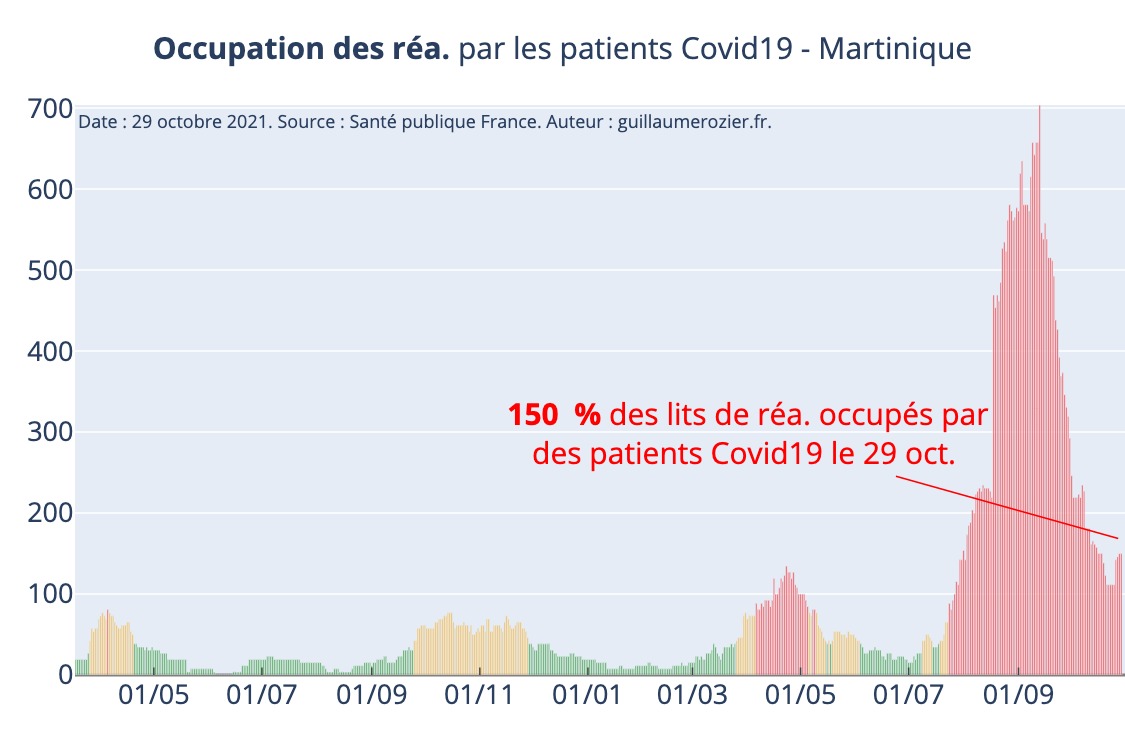 Occupation des réa. par les patients Covid19 - Martinique
700
Date : 29 octobre 2021. Source : Santé publique France. Auteur : guillaumerozier.fr.
600
500
400
150 % des lits de réa. occupés par
des patients Covid19 le 29 oct.
300
200
100
0
01/05 01/07 01/09 01/11 01/01 01/03 01/05 01/07 01/09